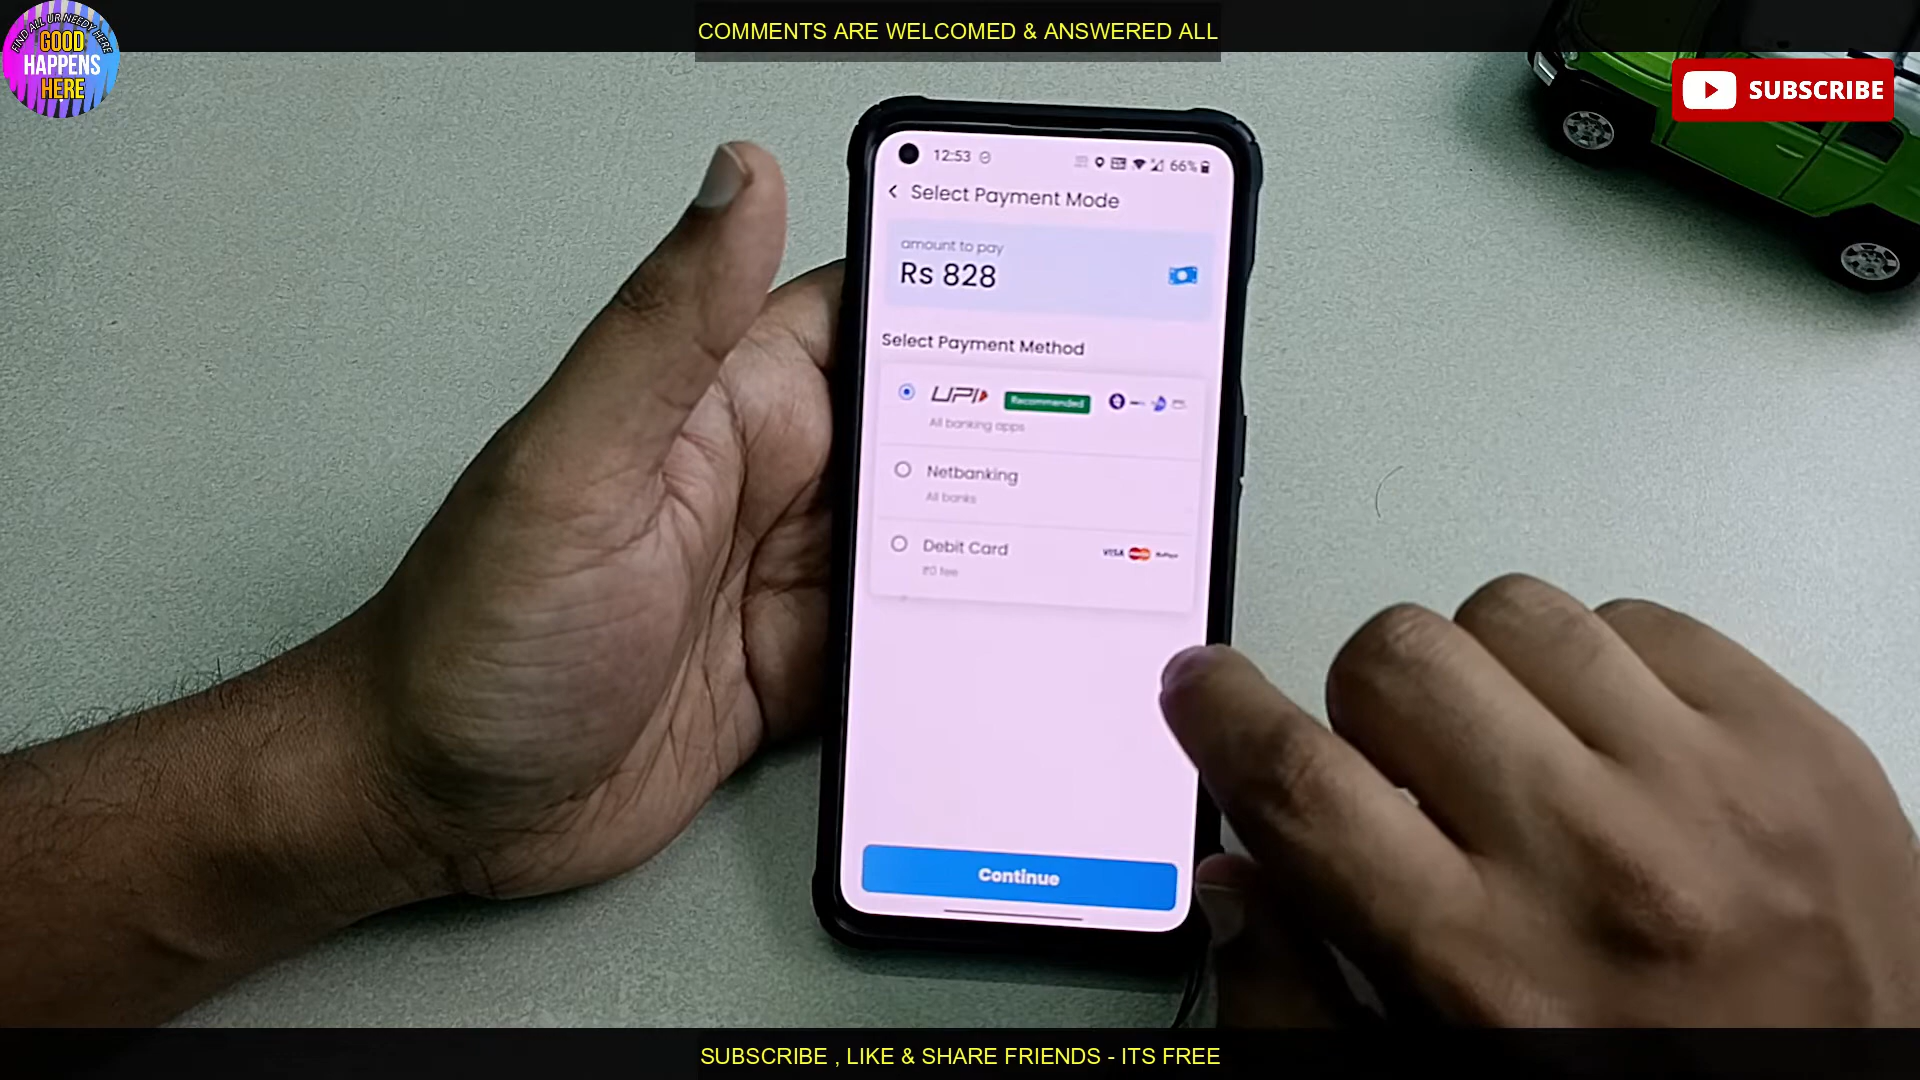 COMMENTS ARE WELCOMED & ANSWERED ALL
FIND ALL UR NEEDY HERE
GOOD
HAPPENS
HERE
SUBSCRIBE
12:53
66%
Select Payment Mode
amount to pay
Rs 828
Select Payment Method
UPI
Recommended
All banking apps
Netbanking
All banks
Debit Card
VISA
₹0 fee
Continue
SUBSCRIBE , LIKE & SHARE FRIENDS - ITS FREE